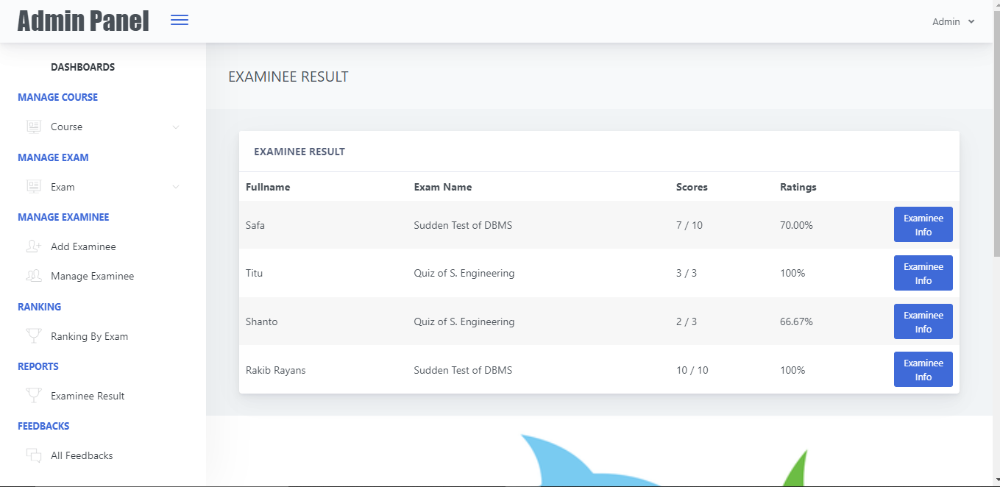 Admin Panel
Admin
DASHBOARDS
MANAGE COURSE
Course
MANAGE EXAM
Exam
MANAGE EXAMINEE
Add Examinee
Manage Examinee
RANKING
Ranking By Exam
REPORTS
Examinee Result
FEEDBACKS
All Feedbacks
EXAMINEE RESULT
EXAMINEE RESULT
Fullname Exam Name Scores Ratings
Safa Sudden Test of DBMS 7 / 10 70.00% Examinee
Info
Titu Quiz of S. Engineering 3 / 3 100% Examinee
Info
Shanto Quiz of S. Engineering 2 / 3 66.67% Examinee
Info
Rakib Rayans Sudden Test of DBMS 10 / 10 100% Examinee
Info